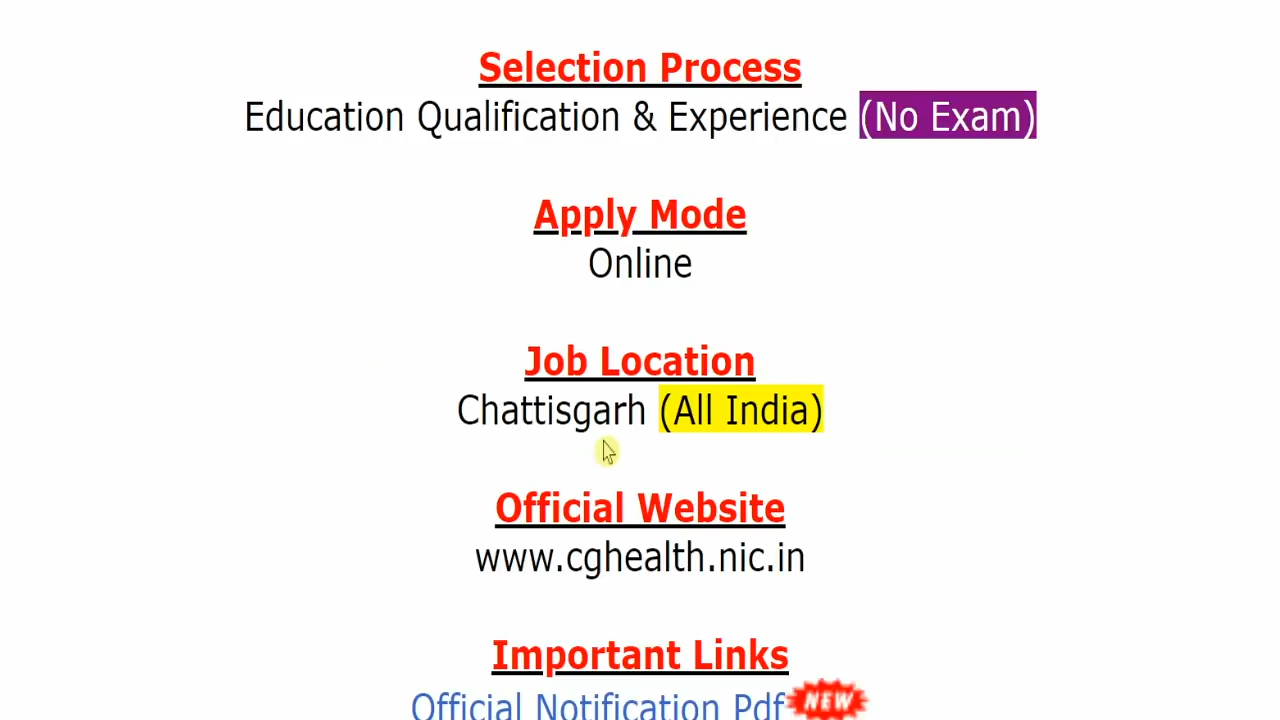 Selection Process
Education Qualification & Experience (No Exam)
Apply Mode
Online
Job Location
Chattisgarh (All India)
Official Website
www.cghealth.nic.in
Important Links
Official Notification Pdf NEW